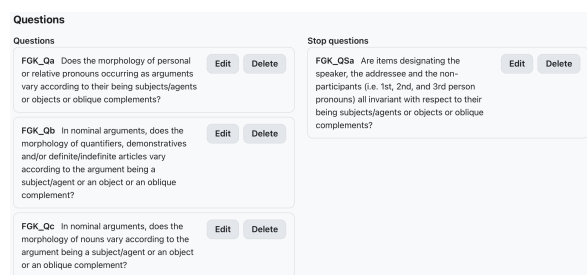 Questions
Questions
FGK_Qa Does the morphology of personal
or relative pronouns occurring as arguments
vary according to their being subjects/agents
or objects or oblique complements?
Edit
Delete
FGK_Qb In nominal arguments, does the
morphology of quantifiers, demonstratives
and/or definite/indefinite articles vary
according to the argument being a
subject/agent or an object or an oblique
complement?
Edit
Delete
FGK_Qc In nominal arguments, does the
morphology of nouns vary according to the
argument being a subject/agent or an object
or an oblique complement?
Edit
Delete
Stop questions
FGK_QSa Are items designating the
speaker, the addressee and the non-
participants (i.e. 1st, 2nd, and 3rd person
pronouns) all invariant with respect to their
being subjects/agents or objects or oblique
complements?
Edit
Delete